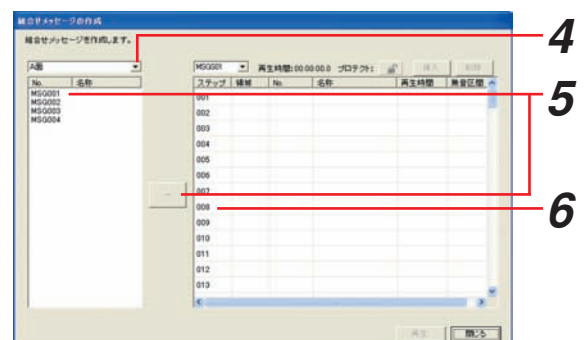 組合せメッセージの作成
組合せメッセージを作成します。
4
A面
MSG001 再生時間:00:00:00.0 プロテクト: 挿入 削除
No. 名称
ステップ 領域 No. 名称 再生時間 無音区間
MSG001
MSG002
MSG003
MSG004
5
001
002
003
004
005
006
007
008
009
010
011
012
013
6
再生 閉じる